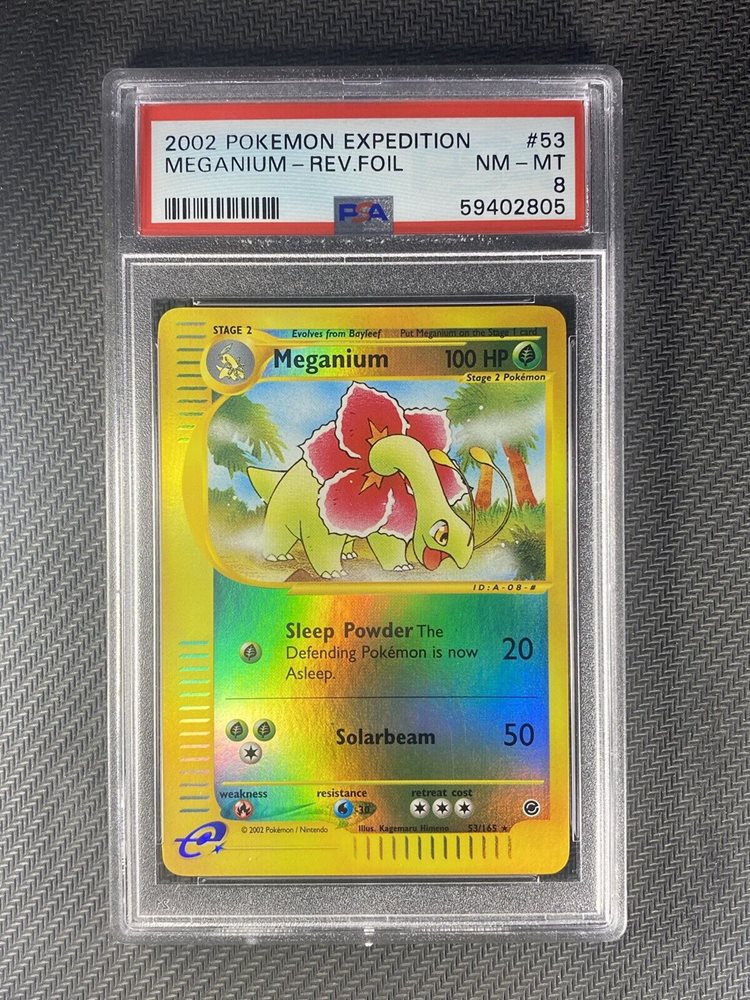 2002 POKEMON EXPEDITION #53
MEGANIUM - REV.FOIL NM - MT
8
PSA 59402805
STAGE 2 Evolves from Bayleef Put Meganium on the Stage 1 card
Meganium 100 HP
Stage 2 Pokémon
ID:A-08-#
Sleep Powder The
Defending Pokémon is now 20
Asleep.
Solarbeam 50
weakness resistance retreat cost
-30
© 2002 Pokémon / Nintendo Illus. Kagemaru Himeno 53/165 ★
e